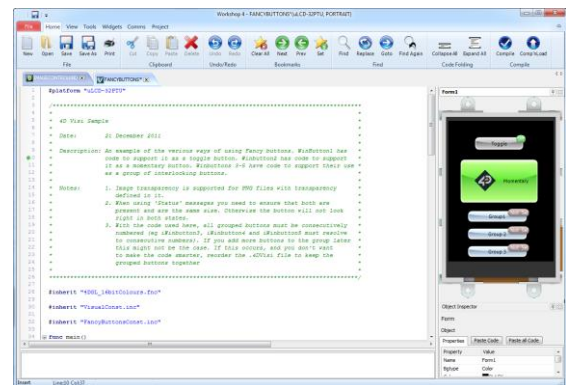 Workshop 4 - FANCYBUTTONS*(uLCD-32PTU, PORTRAIT)
File Home View Tools Widgets Comms Project
New Open Save Save As Print Cut Copy Paste Delete Undo Redo Clear All Next Prev Set Find Replace Goto Find Again Collapse All Expand All Compile Comp'nLoad
File Clipboard Undo/Redo Bookmarks Find Code Folding Compile
FANCYBUTTONS*
#platform "uLCD-32PTU"
4D Visi Sample
Date: 21 December 2011
Description: An example of the various ways of using Fancy buttons. WinButton1 has
code to support it as a toggle button. Winbutton2 has code to support
it as a momentary button. Winbuttons 3-6 have code to support their use
as a group of interlocking buttons.
Notes: 1. Image transparency is supported for PNG files with transparency
defined in it.
2. When using 'Status' messages you need to ensure that both are
present and are the same size. Otherwise the button will not look
right in both states.
3. With the code used here, all grouped buttons must be consecutively
numbered (eg iWinbutton3, iWinbutton4 and iWinbutton5 must resolve
to consecutive numbers). If you add more buttons to the group later
this might not be the case. If this occurs, and you don't want
to make the code smarter, reorder the .4DVisi file to keep the
grouped buttons together
#inherit "4DGL_16bitColours.fnc"
#inherit "VisualConst.inc"
#inherit "FancyButtonsConst.inc"
func main()
Form1
Toggle
Momentary
Object Inspector
Form
Object
Properties Paste Code Paste all Code
Property Value
Name Form1
Bgtype Color
Insert Line:10 Col:37